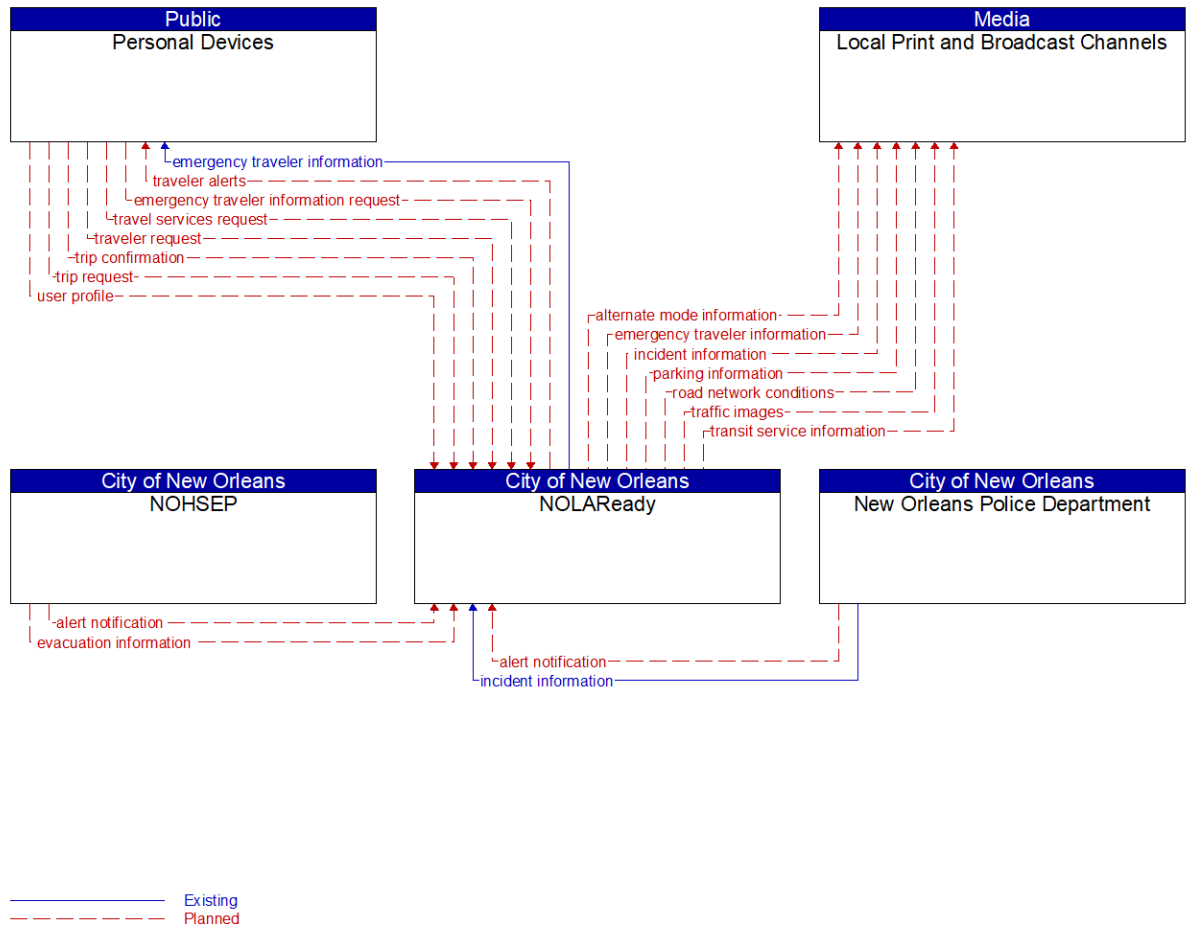 Public
Personal Devices
Media
Local Print and Broadcast Channels
emergency traveler information
traveler alerts
emergency traveler information request
travel services request
traveler request
trip confirmation
trip request
user profile
alternate mode information
emergency traveler information
incident information
parking information
road network conditions
traffic images
transit service information
City of New Orleans
NOHSEP
City of New Orleans
NOLAReady
City of New Orleans
New Orleans Police Department
alert notification
evacuation information
alert notification
incident information
Existing
Planned